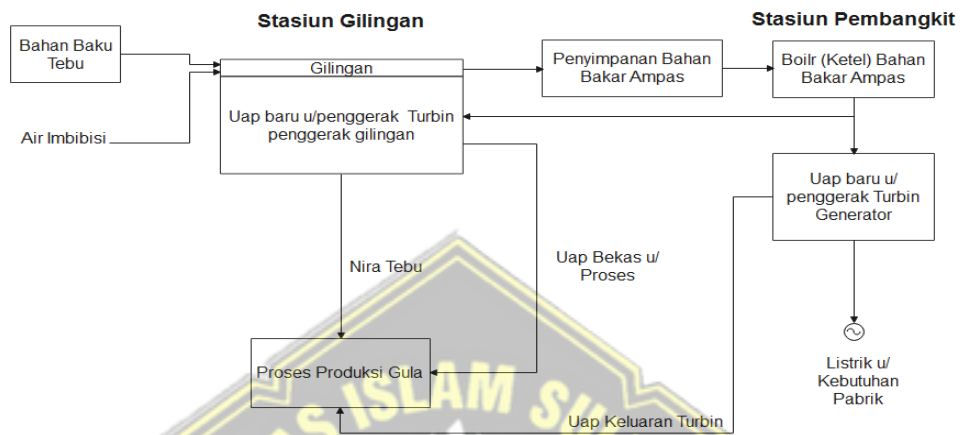 Stasiun Gilingan
Stasiun Pembangkit
Bahan Baku
Tebu
Air Imbibisi
Gilingan
Uap baru u/penggerak Turbin
penggerak gilingan
Penyimpanan Bahan
Bakar Ampas
Boilr (Ketel) Bahan
Bakar Ampas
Uap baru u/
penggerak Turbin
Generator
Nira Tebu
Uap Bekas u/
Proses
Proses Produksi Gula
Listrik u/
Kebutuhan
Pabrik
Uap Keluaran Turbin
ISLAM